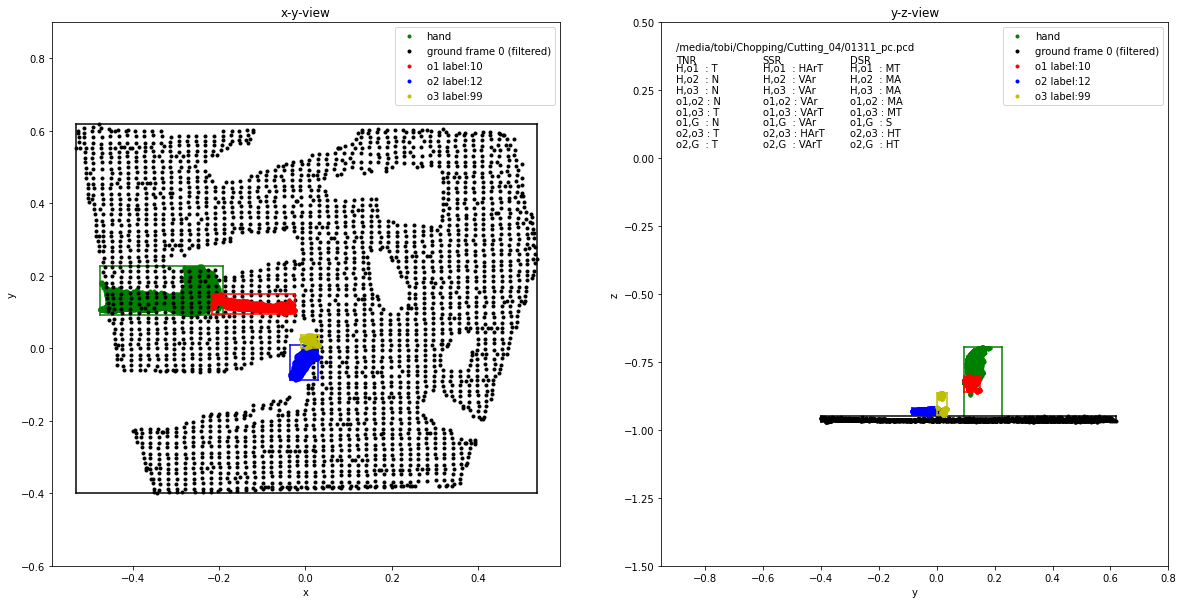 x-y-view
hand
ground frame 0 (filtered)
o1 label:10
o2 label:12
o3 label:99
0.8
0.6
0.4
0.2
0.0
−0.2
−0.4
−0.6
y
−0.4 −0.2 0.0 0.2 0.4
x
y-z-view
/media/tobi/Chopping/Cutting_04/01311_pc.pcd
TNR SSR DSR
H,o1 : T H,o1 : HArT H,o1 : MT
H,o2 : N H,o2 : VAr H,o2 : MA
H,o3 : N H,o3 : VAr H,o3 : MA
o1,o2 : N o1,o2 : VAr o1,o2 : MA
o1,o3 : T o1,o3 : VArT o1,o3 : MT
o1,G : N o1,G : VAr o1,G : S
o2,o3 : T o2,o3 : HArT o2,o3 : HT
o2,G : T o2,G : VArT o2,G : HT
hand
ground frame 0 (filtered)
o1 label:10
o2 label:12
o3 label:99
0.50
0.25
0.00
−0.25
−0.50
−0.75
−1.00
−1.25
−1.50
z
−0.8 −0.6 −0.4 −0.2 0.0 0.2 0.4 0.6 0.8
y